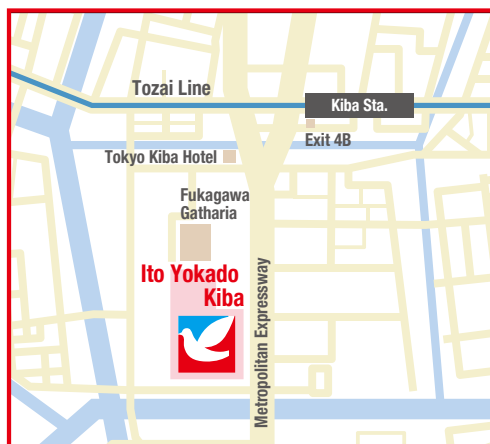 Tozai Line
Kiba Sta.
Exit 4B
Tokyo Kiba Hotel
Fukagawa
Gatharia
Ito Yokado
Kiba
Metropolitan Expressway